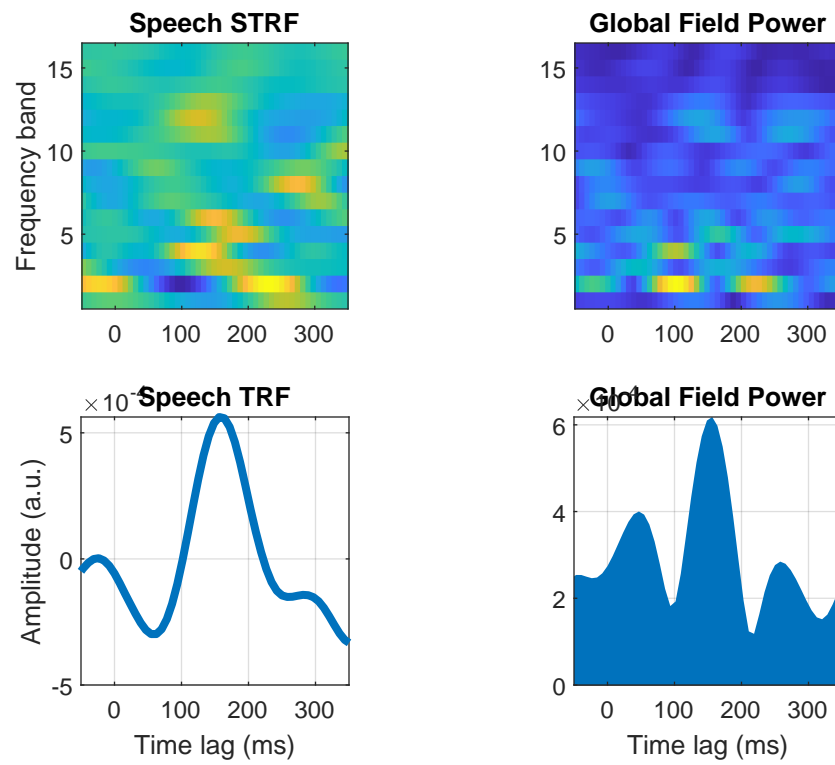 Speech STRF
Frequency band
15
10
5
0 100 200 300
Global Field Power
15
10
5
0 100 200 300
×10-4
Speech TRF
Amplitude (a.u.)
5
0
-5
0 100 200 300
Time lag (ms)
Global Field Power
6
4
2
0
0 100 200 300
Time lag (ms)